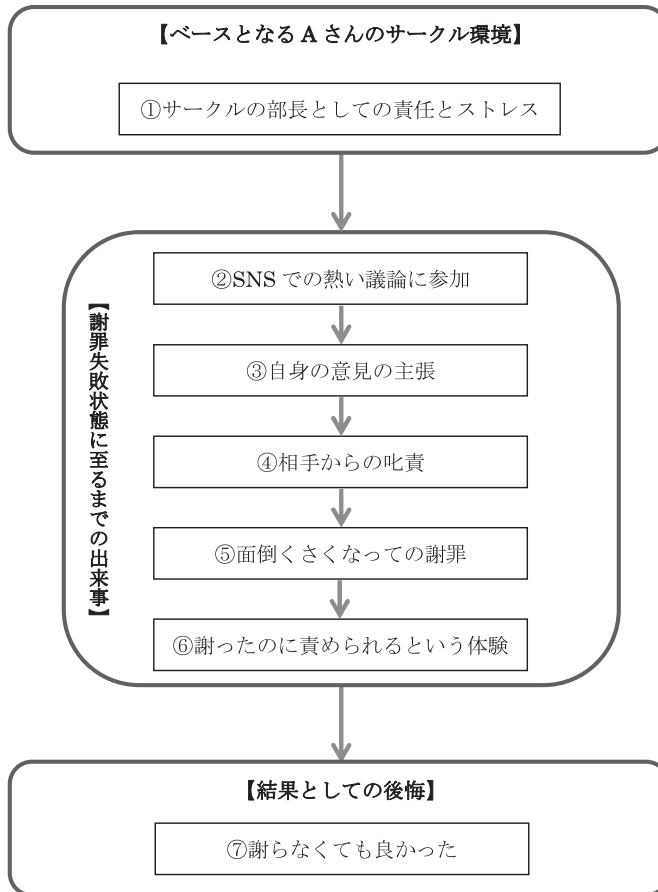 【ベースとなる A さんのサークル環境】
①サークルの部長としての責任とストレス
【謝罪失敗状態に至るまでの出来事】
②SNS での熱い議論に参加
③自身の意見の主張
④相手からの叱責
⑤面倒くさくなっての謝罪
⑥謝ったのに責められるという体験
【結果としての後悔】
⑦謝らなくても良かった